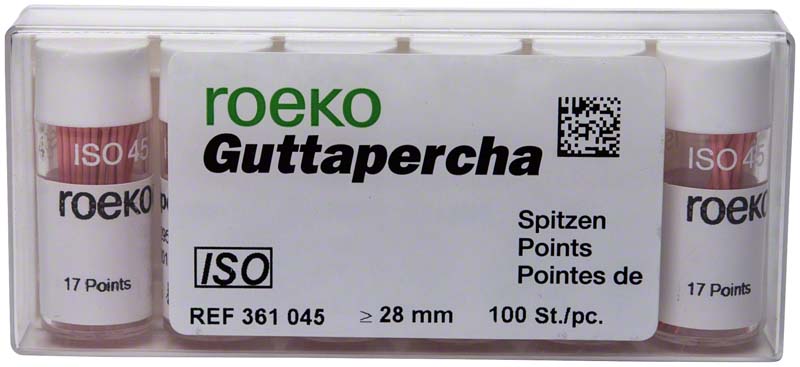 roeko
Guttapercha
Spitzen
Points
Pointes de
ISO
REF 361 045 ≥ 28 mm 100 St./pc.
ISO 45
roeko
17 Points
ISO 45
roeko
17 Points